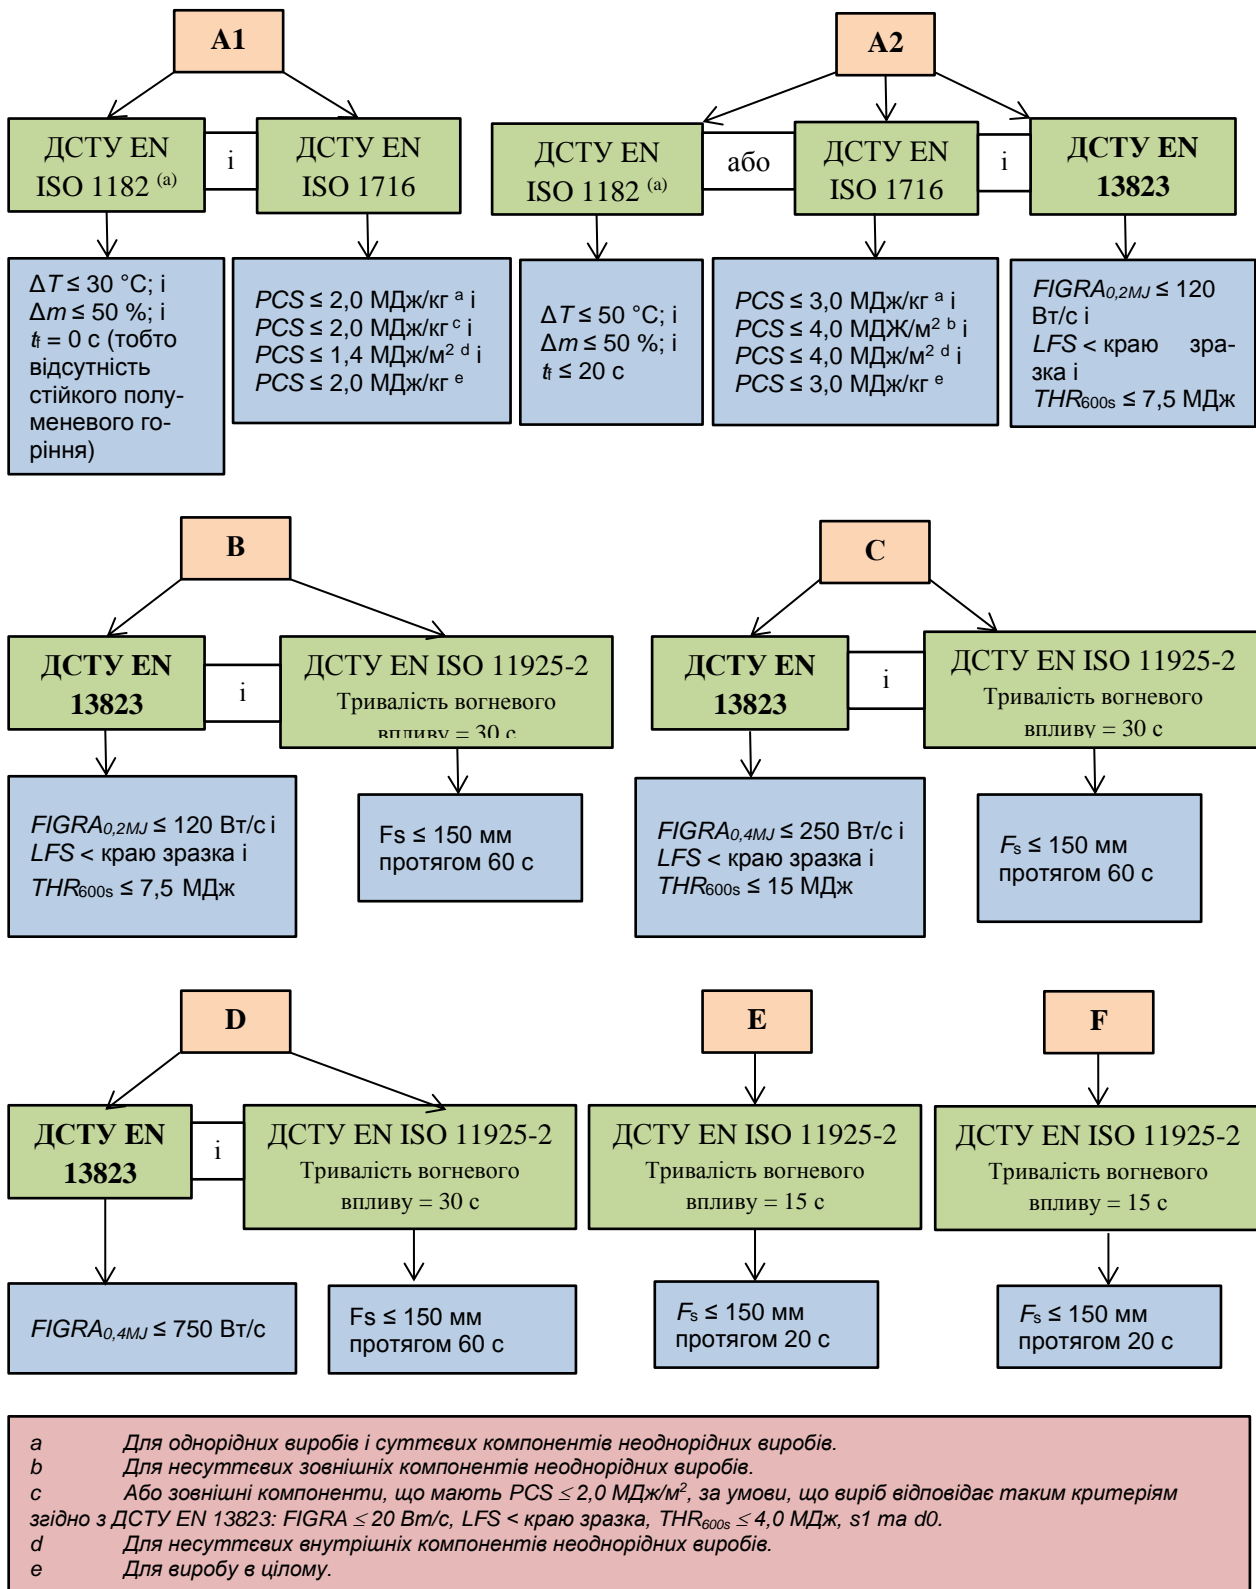 A1
A2
ДСТУ EN
ISO 1182 (a)
і
ДСТУ EN
ISO 1716
ДСТУ EN
ISO 1182 (a)
або
ДСТУ EN
ISO 1716
і
ДСТУ EN
13823
ΔT ≤ 30 °C; і
Δm ≤ 50 %; і
tf = 0 с (тобто
відсутність
стійкого полу-
меневого го-
ріння)
PCS ≤ 2,0 МДж/кг a і
PCS ≤ 2,0 МДж/кг c і
PCS ≤ 1,4 МДж/м2 d і
PCS ≤ 2,0 МДж/кг e
ΔT ≤ 50 °C; і
Δm ≤ 50 %; і
tf ≤ 20 с
PCS ≤ 3,0 МДж/кг a і
PCS ≤ 4,0 МДЖ/м2 b і
PCS ≤ 4,0 МДж/м2 d і
PCS ≤ 3,0 МДж/кг e
FIGRA0,2MJ ≤ 120
Вт/с і
LFS < краю зра-
зка і
THR600s ≤ 7,5 МДж
B
C
ДСТУ EN
13823
і
ДСТУ EN ISO 11925-2
Тривалість вогневого
впливу = 30 с
ДСТУ EN
13823
і
ДСТУ EN ISO 11925-2
Тривалість вогневого
впливу = 30 с
FIGRA0,2MJ ≤ 120 Вт/с і
LFS < краю зразка і
THR600s ≤ 7,5 МДж
Fs ≤ 150 мм
протягом 60 с
FIGRA0,4MJ ≤ 250 Вт/с і
LFS < краю зразка і
THR600s ≤ 15 МДж
Fs ≤ 150 мм
протягом 60 с
D
E
F
ДСТУ EN
13823
і
ДСТУ EN ISO 11925-2
Тривалість вогневого
впливу = 30 с
ДСТУ EN ISO 11925-2
Тривалість вогневого
впливу = 15 с
ДСТУ EN ISO 11925-2
Тривалість вогневого
впливу = 15 с
FIGRA0,4MJ ≤ 750 Вт/с
Fs ≤ 150 мм
протягом 60 с
Fs ≤ 150 мм
протягом 20 с
Fs ≤ 150 мм
протягом 20 с
a Для однорідних виробів і суттєвих компонентів неоднорідних виробів.
b Для несуттєвих зовнішніх компонентів неоднорідних виробів.
c Або зовнішні компоненти, що мають PCS ≤ 2,0 МДж/м2, за умови, що виріб відповідає таким критеріям
згідно з ДСТУ EN 13823: FIGRA ≤ 20 Вт/с, LFS < краю зразка, THR600s ≤ 4,0 МДж, s1 та d0.
d Для несуттєвих внутрішніх компонентів неоднорідних виробів.
e Для виробу в цілому.